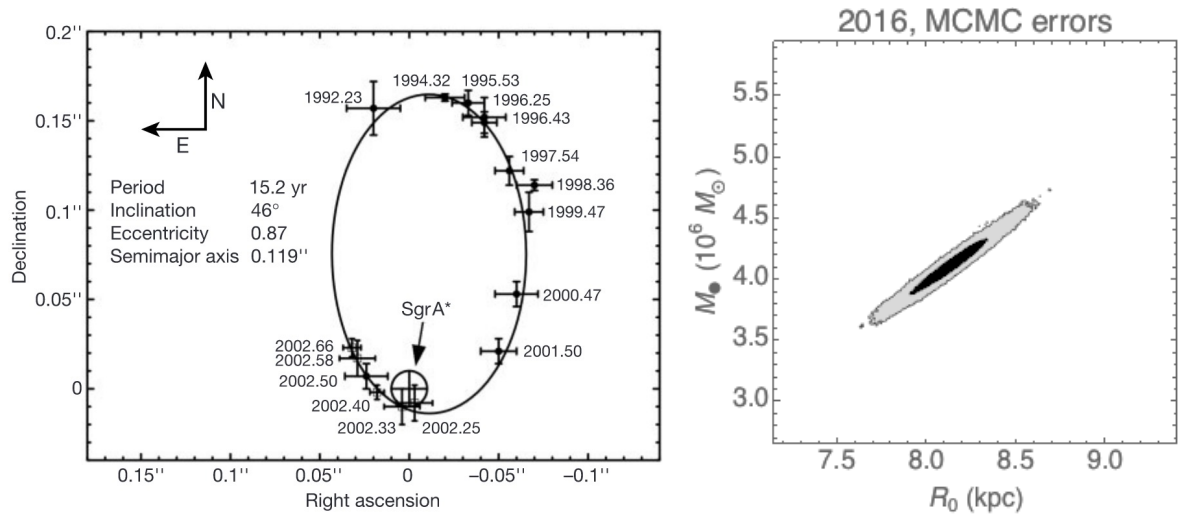 0.2''
0.15''
0.1''
0.05''
0
Declination
N
E
Period 15.2 yr
Inclination 46°
Eccentricity 0.87
Semimajor axis 0.119''
1992.23
1994.32
1995.53
1996.25
1996.43
1997.54
1998.36
1999.47
2000.47
2001.50
SgrA*
2002.66
2002.58
2002.50
2002.40
2002.33
2002.25
0.15'' 0.1'' 0.05'' 0 −0.05'' −0.1''
Right ascension
2016, MCMC errors
5.5
5.0
4.5
4.0
3.5
3.0
M● (10⁶ M☉)
7.5 8.0 8.5 9.0
R₀ (kpc)